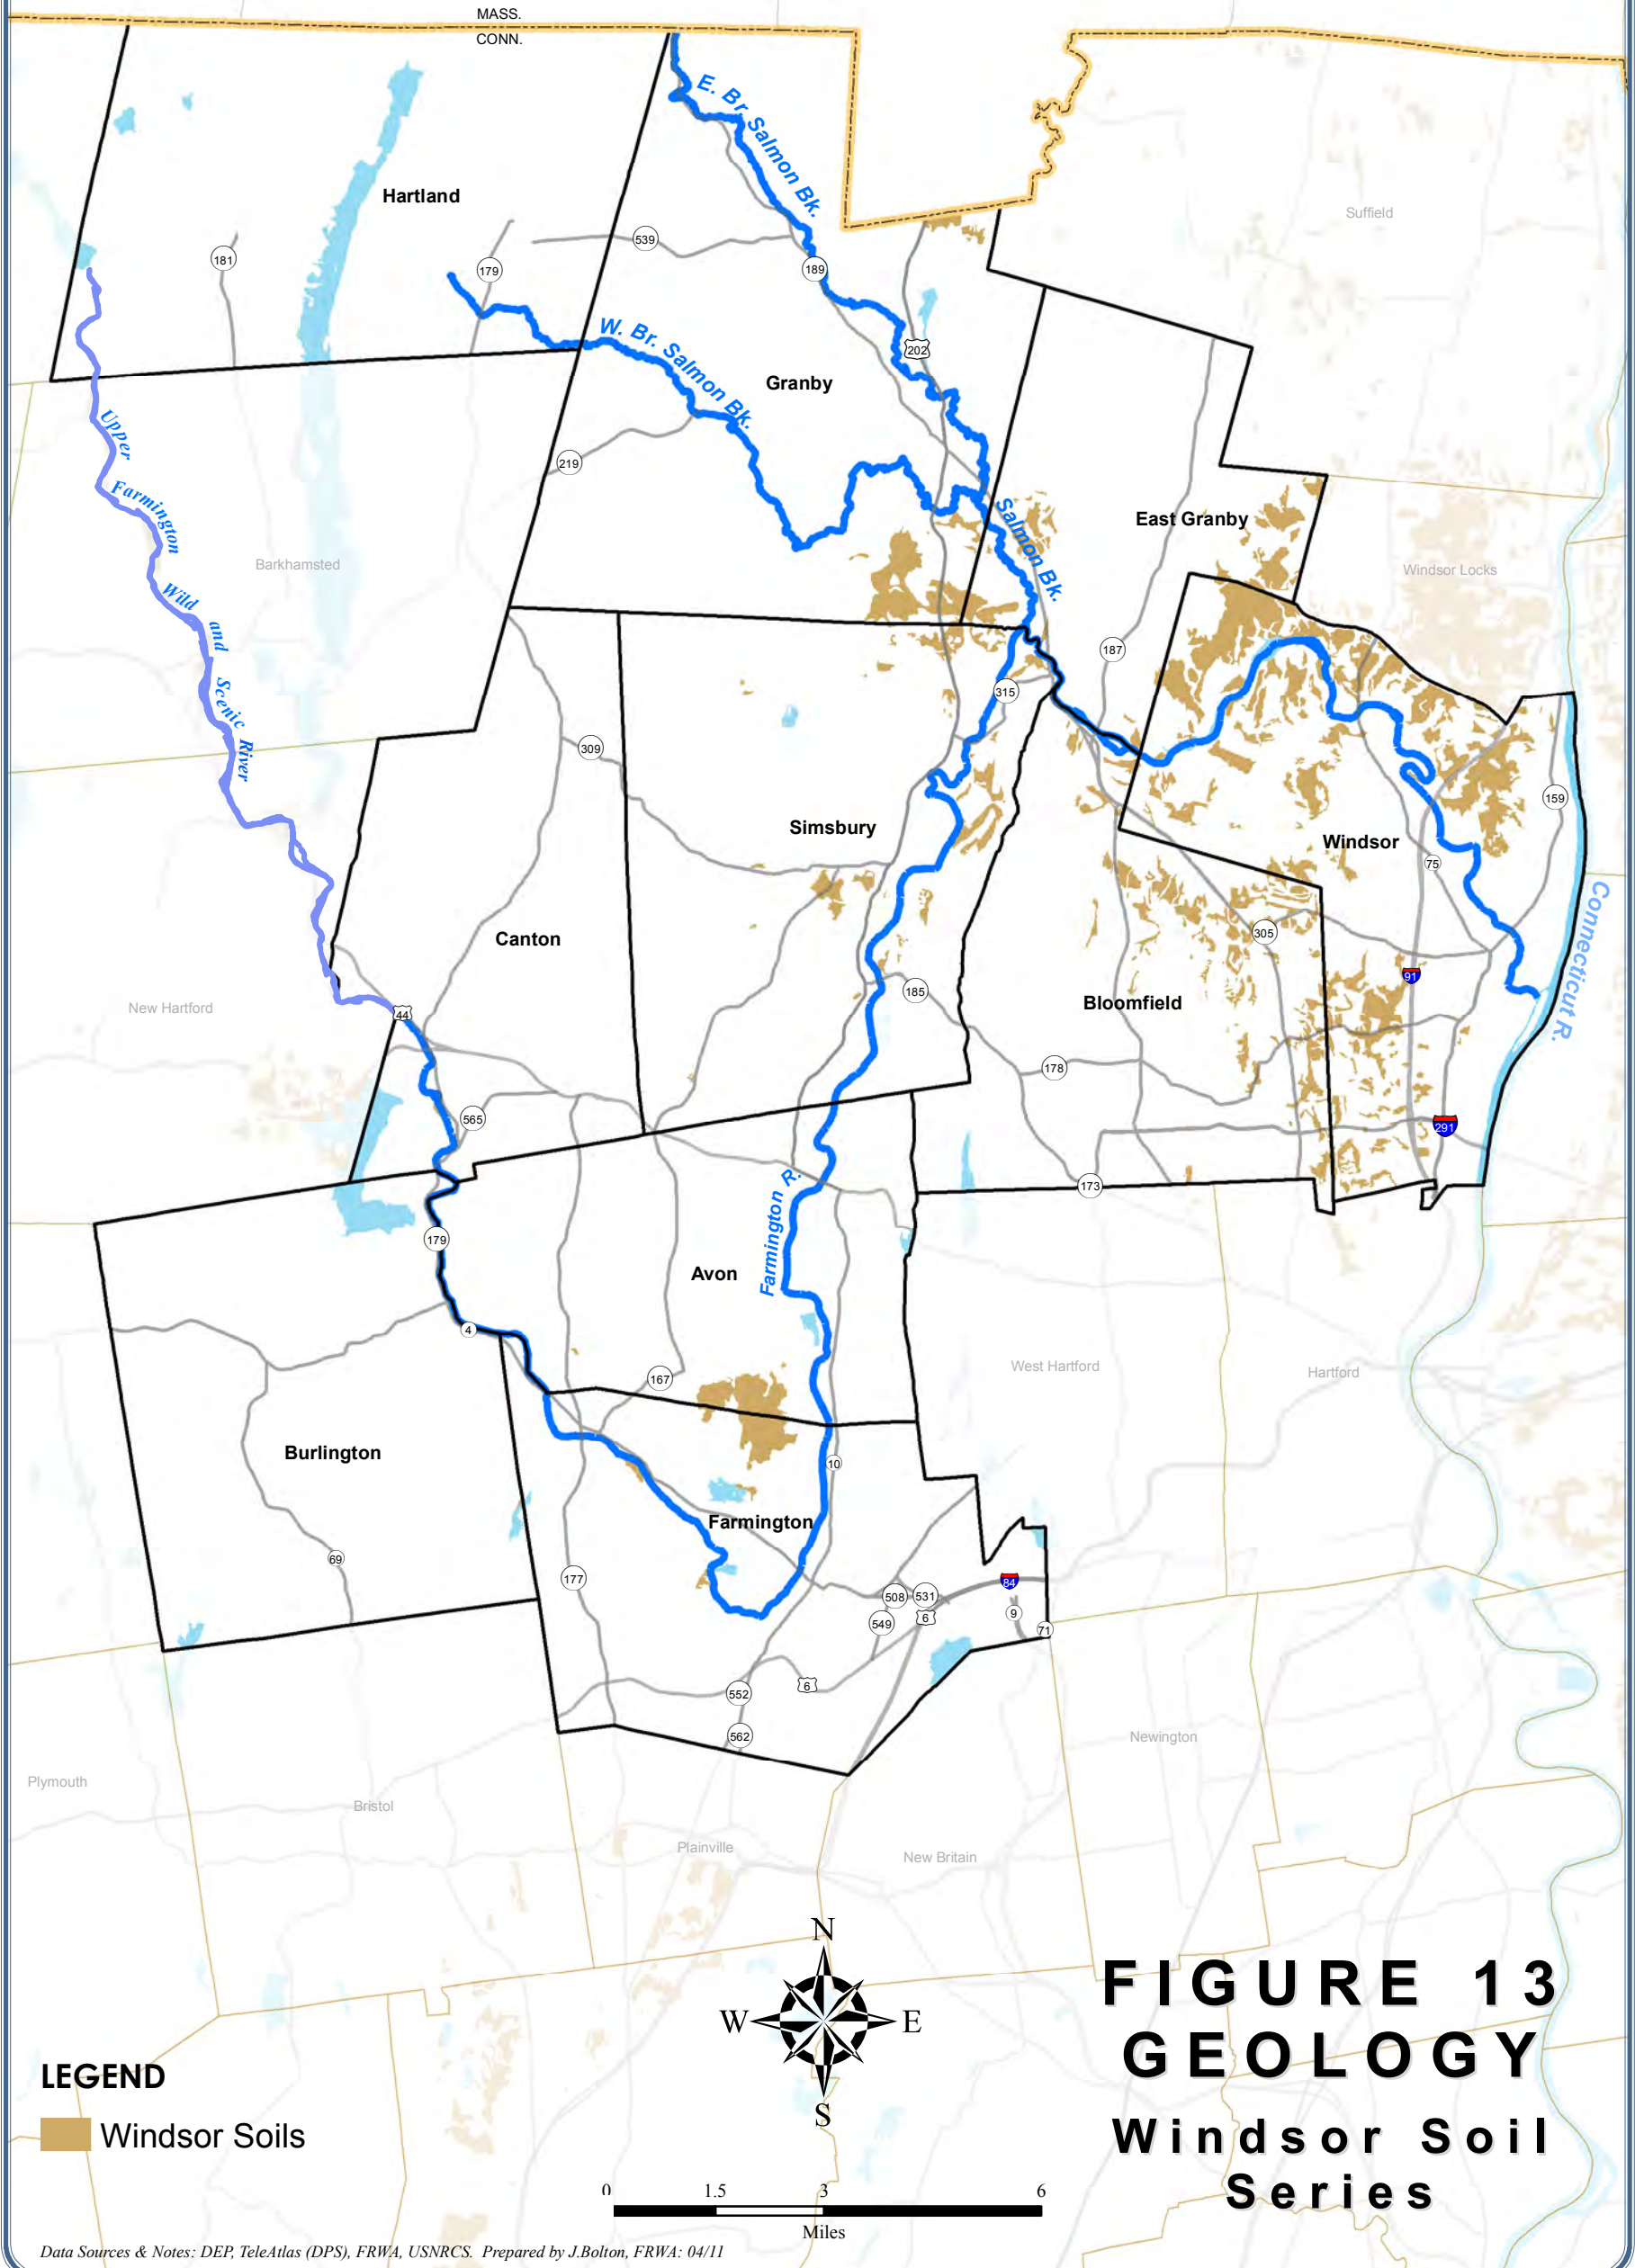 MASS.
CONN.
E. Br. Salmon Bk.
Hartland
Suffield
539
181
179
189
W. Br. Salmon Bk.
202
Granby
Upper
Farmington
Wild
and
Scenic
River
219
Salmon Bk.
East Granby
Barkhamsted
Windsor Locks
187
315
309
159
Simsbury
Windsor
75
Connecticut R.
305
Canton
91
185
Bloomfield
New Hartford
44
178
565
291
173
Farmington R.
179
Avon
4
West Hartford
Hartford
167
Burlington
10
Farmington
69
177
84
508
531
9
549
6
71
6
552
562
Newington
Plymouth
Bristol
Plainville
New Britain
N
W
E
S
FIGURE 13
GEOLOGY
Windsor Soil
Series
LEGEND
Windsor Soils
0 1.5 3 6
Miles
Data Sources & Notes: DEP, TeleAtlas (DPS), FRWA, USNRCS. Prepared by J.Bolton, FRWA: 04/11